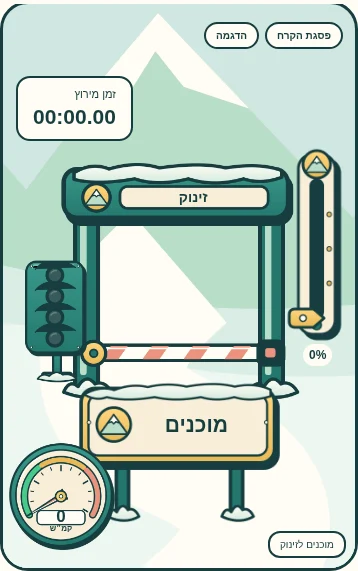 פסגת הקרח
הדגמה
זמן מירוץ
00:00.00
זינוק
0%
מוכנים
0
קמ"ש
מוכנים לזינוק